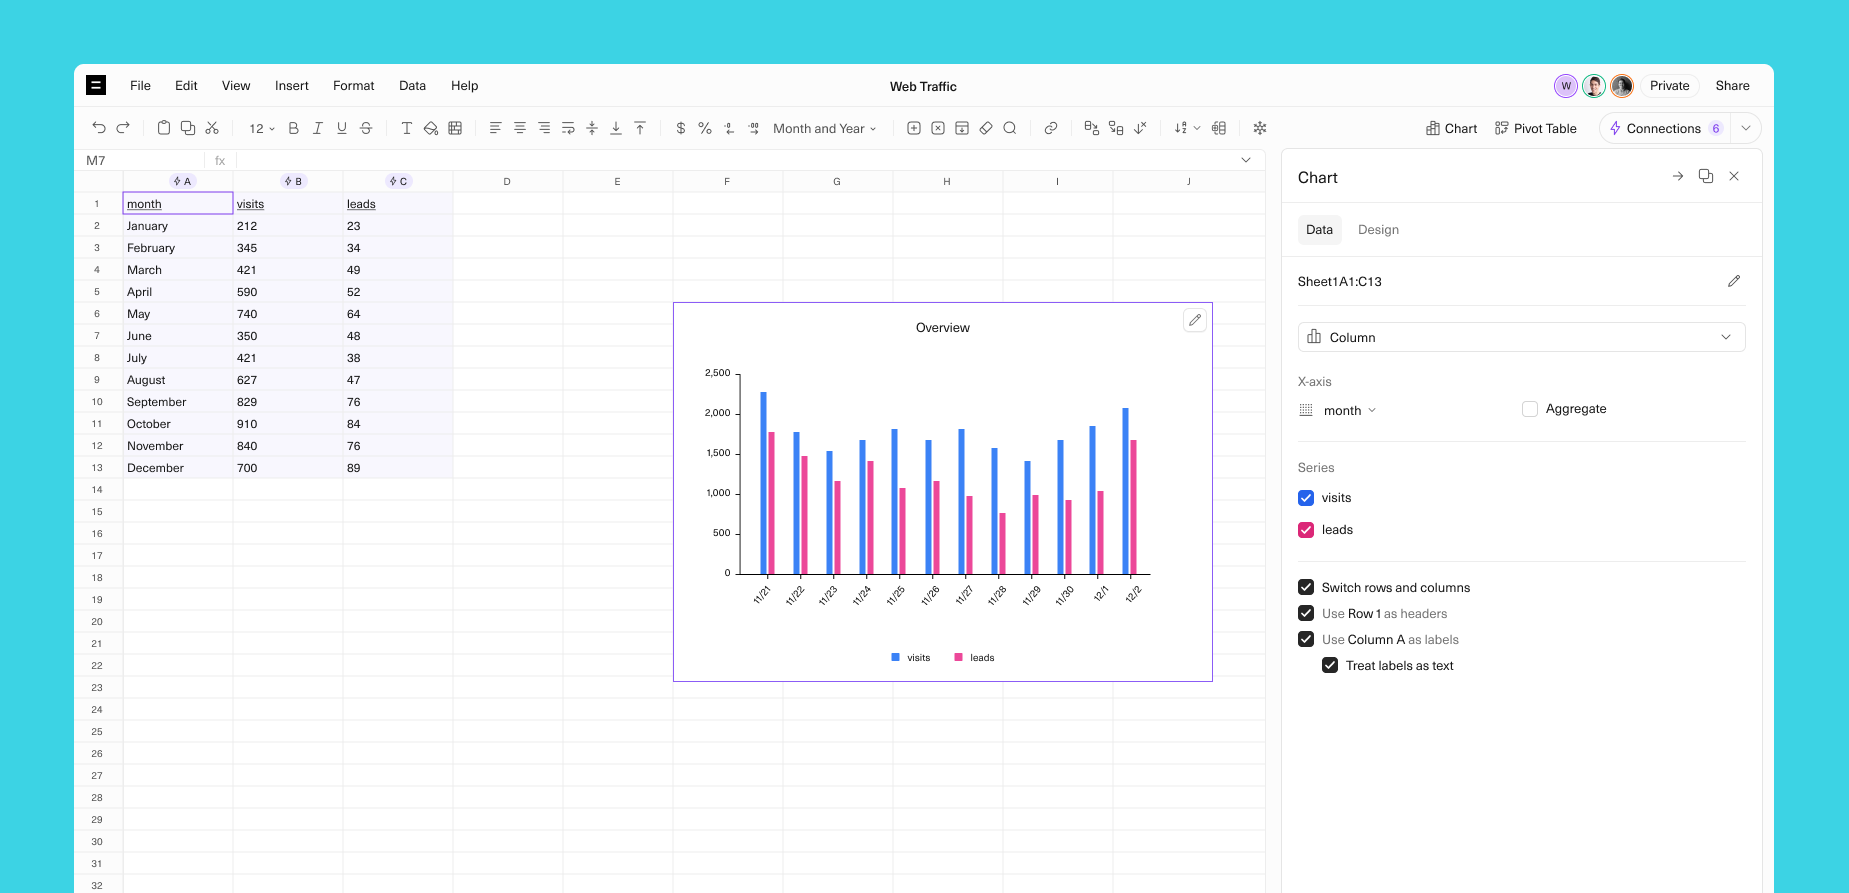 File Edit View Insert Format Data Help Web Traffic W Private Share
12 B I U S T $ % .0 .00 Month and Year Chart Pivot Table Connections 6
M7 fx
A B C D E F G H I J
1 month visits leads
2 January 212 23
3 February 345 34
4 March 421 49
5 April 590 52
6 May 740 64
7 June 350 48
8 July 421 38
9 August 627 47
10 September 829 76
11 October 910 84
12 November 840 76
13 December 700 89
14
15
16
17
18
19
20
21
22
23
24
25
26
27
28
29
30
31
32
Overview
2,500
2,000
1,500
1,000
500
0
11/21 11/22 11/23 11/24 11/25 11/26 11/27 11/28 11/29 11/30 12/1 12/2
visits leads
Chart
Data Design
Sheet1A1:C13
Column
X-axis
month Aggregate
Series
visits
leads
Switch rows and columns
Use Row 1 as headers
Use Column A as labels
Treat labels as text